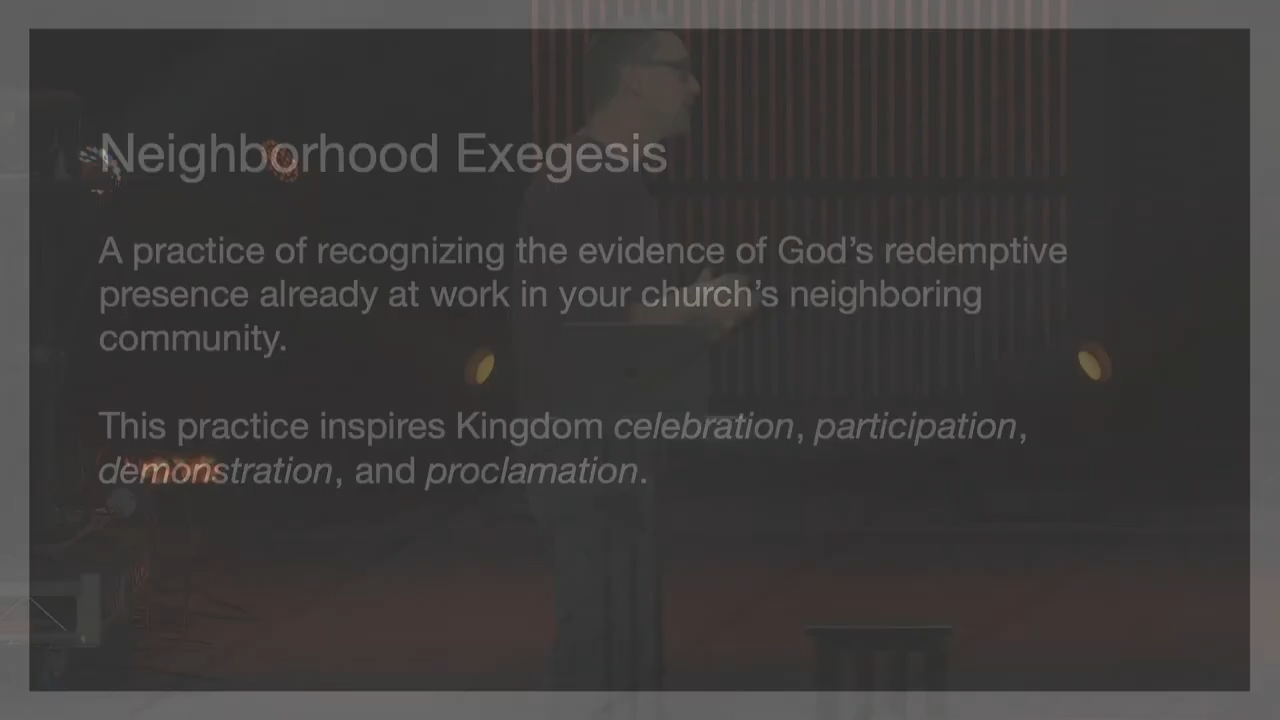 Neighborhood Exegesis
A practice of recognizing the evidence of God’s redemptive
presence already at work in your church’s neighboring
community.
This practice inspires Kingdom celebration, participation,
demonstration, and proclamation.